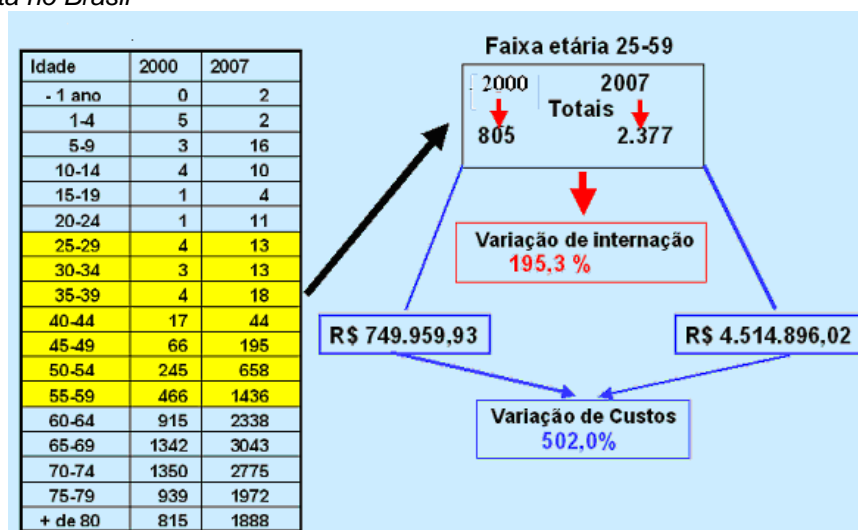 no Brasil
Idade 2000 2007
- 1 ano 0 2
1-4 5 2
5-9 3 16
10-14 4 10
15-19 1 4
20-24 1 11
25-29 4 13
30-34 3 13
35-39 4 18
40-44 17 44
45-49 66 195
50-54 245 658
55-59 466 1436
60-64 915 2338
65-69 1342 3043
70-74 1350 2775
75-79 939 1972
+ de 80 815 1888
Faixa etária 25-59
2000 2007
Totais
805 2.377
Variação de internação
195,3 %
R$ 749.959,93 R$ 4.514.896,02
Variação de Custos
502,0%